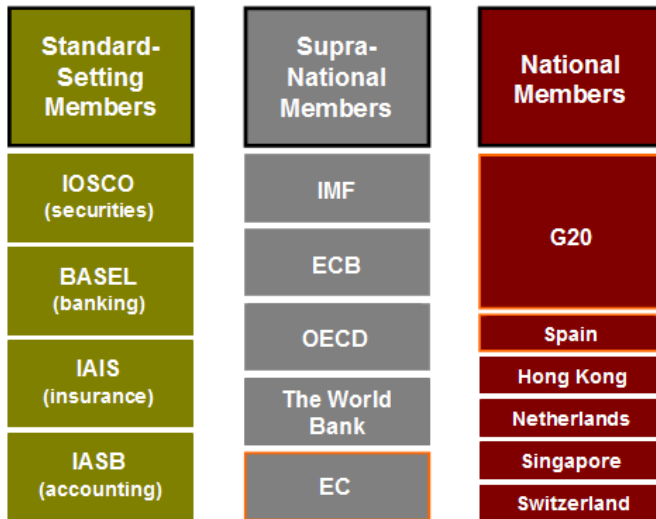 Standard-
Setting
Members
IOSCO
(securities)
BASEL
(banking)
IAIS
(insurance)
IASB
(accounting)
Supra-
National
Members
IMF
ECB
OECD
The World
Bank
EC
National
Members
G20
Spain
Hong Kong
Netherlands
Singapore
Switzerland